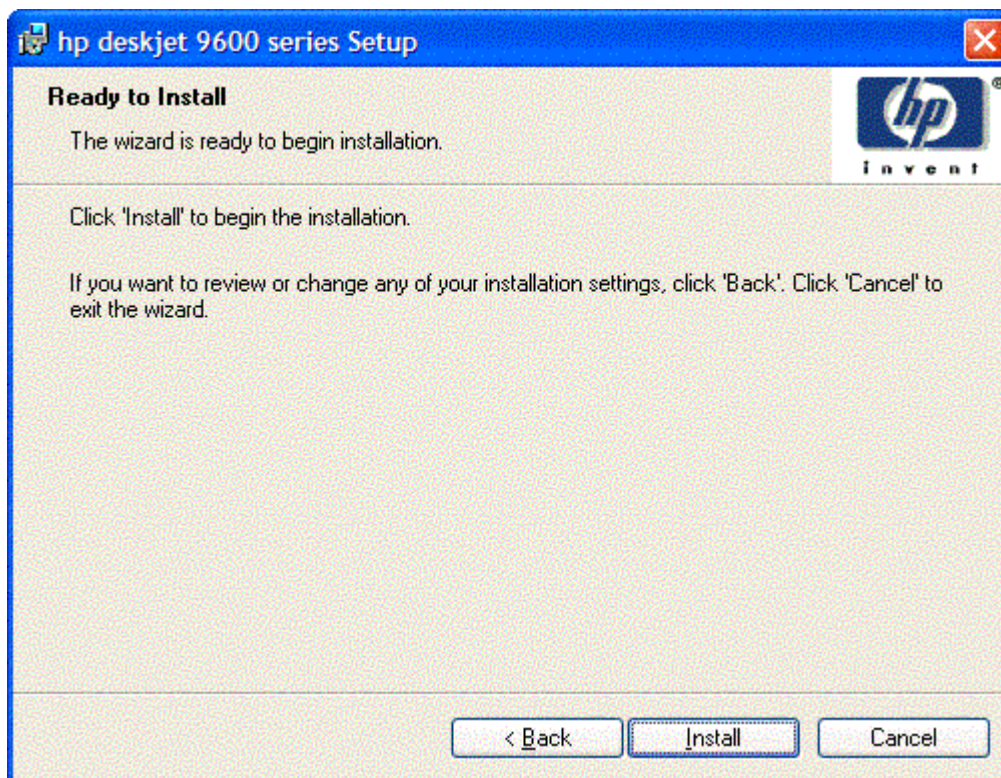 hp deskjet 9600 series Setup
Ready to Install
The wizard is ready to begin installation.
hp
®
invent
Click 'Install' to begin the installation.
If you want to review or change any of your installation settings, click 'Back'. Click 'Cancel' to
exit the wizard.
< Back
Install
Cancel